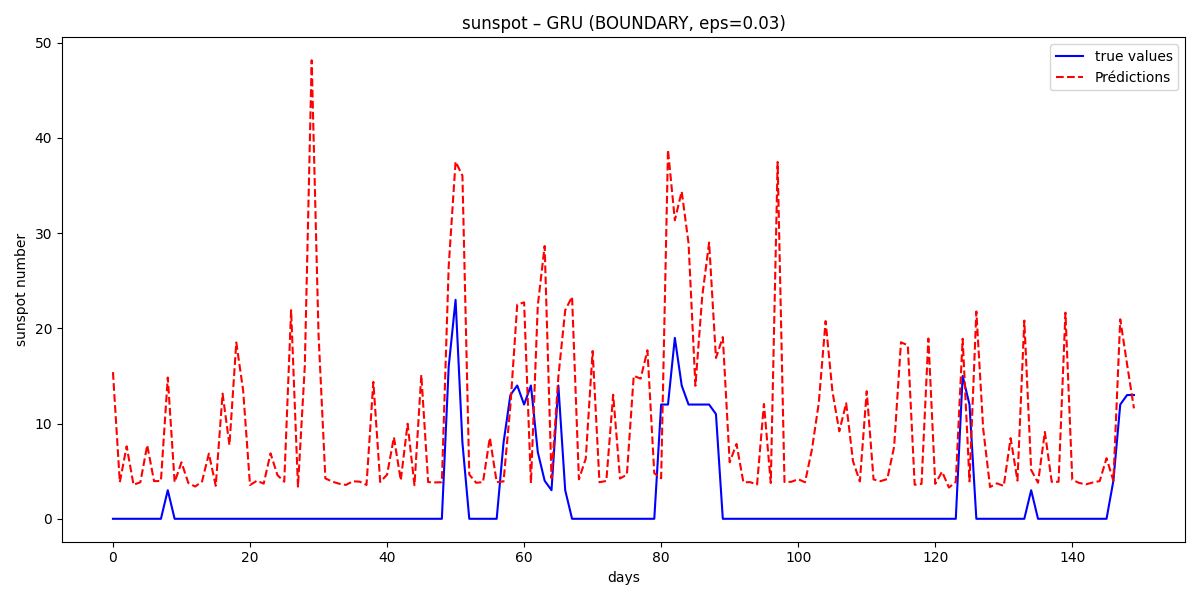 sunspot – GRU (BOUNDARY, eps=0.03)
true values
Prédictions
sunspot number
50
40
30
20
10
0
0 20 40 60 80 100 120 140
days